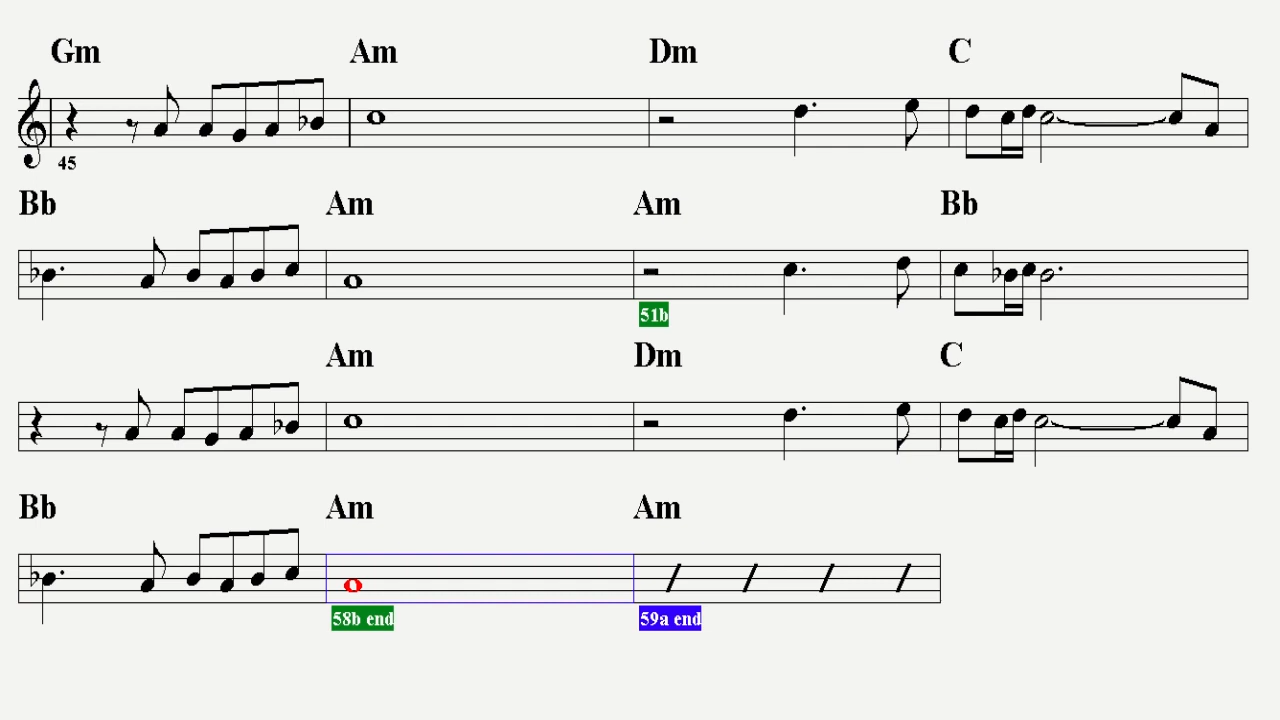 Gm Am Dm C
45
Bb Am Am Bb
51b
Am Dm C
Bb Am Am
58b end 59a end